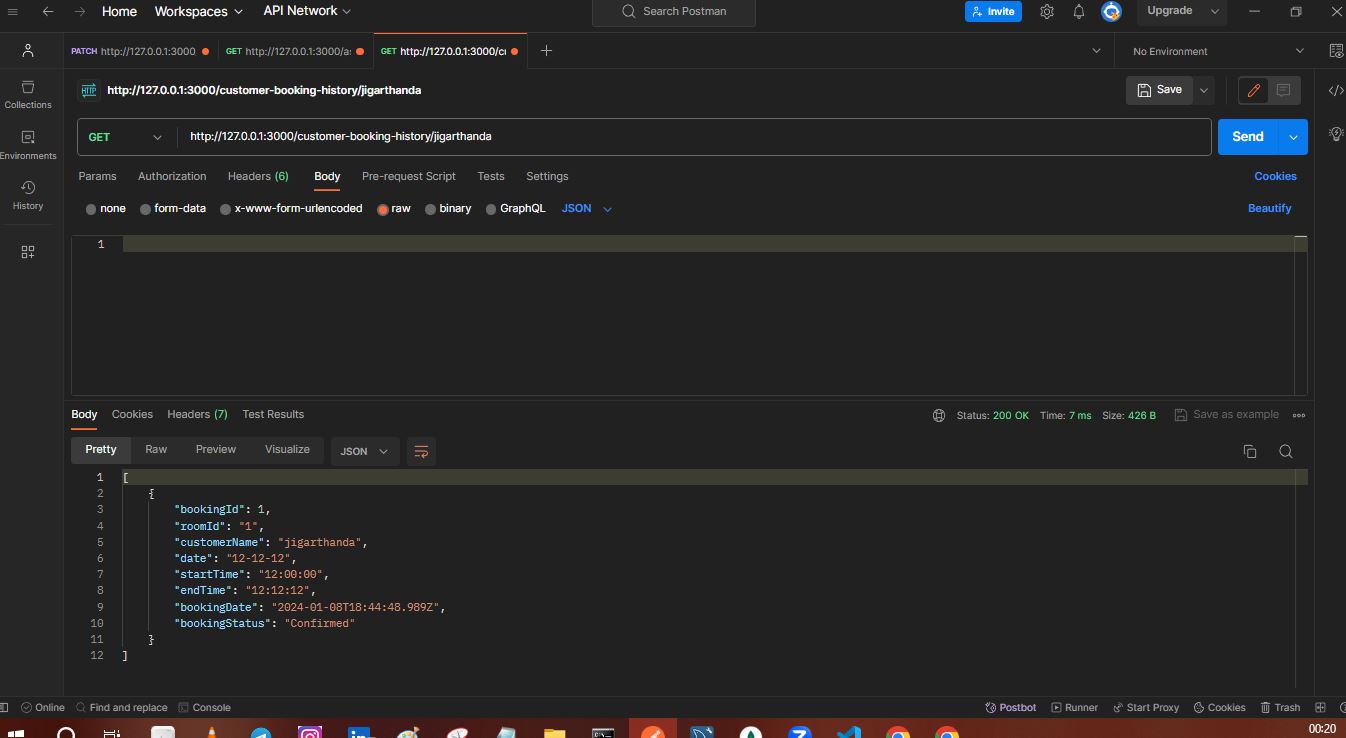 Home Workspaces API Network Search Postman Invite Upgrade
PATCH http://127.0.0.1:3000 GET http://127.0.0.1:3000/a GET http://127.0.0.1:3000/c No Environment
http://127.0.0.1:3000/customer-booking-history/jigarthanda Save
Collections
GET http://127.0.0.1:3000/customer-booking-history/jigarthanda Send
Environments
Params Authorization Headers (6) Body Pre-request Script Tests Settings Cookies
History
none form-data x-www-form-urlencoded raw binary GraphQL JSON Beautify
1
Body Cookies Headers (7) Test Results Status: 200 OK Time: 7 ms Size: 426 B Save as example
Pretty Raw Preview Visualize JSON
1 [
2 {
3 "bookingId": 1,
4 "roomId": "1",
5 "customerName": "jigarthanda",
6 "date": "12-12-12",
7 "startTime": "12:00:00",
8 "endTime": "12:12:12",
9 "bookingDate": "2024-01-08T18:44:48.989Z",
10 "bookingStatus": "Confirmed"
11 }
12 ]
Online Find and replace Console Postbot Runner Start Proxy Cookies Trash
00:20